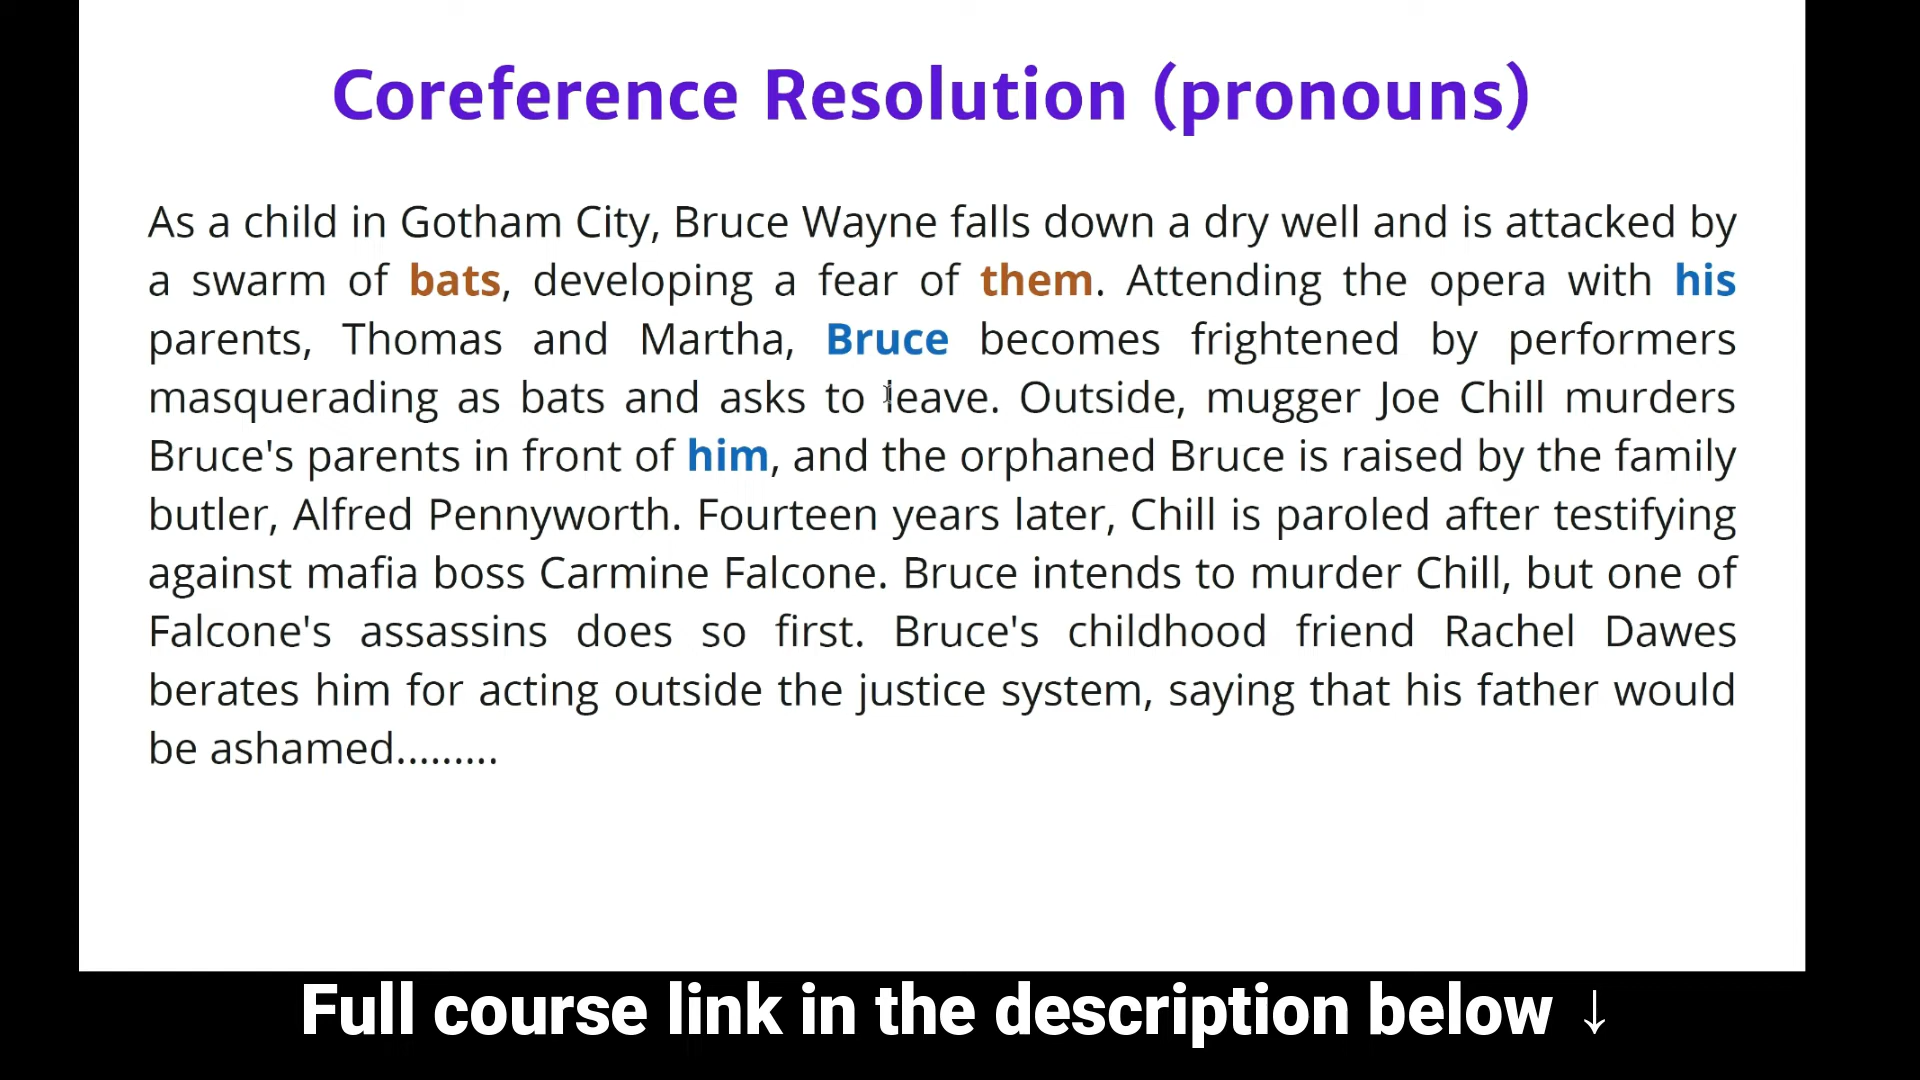 Coreference Resolution (pronouns)
As a child in Gotham City, Bruce Wayne falls down a dry well and is attacked by
a swarm of bats, developing a fear of them. Attending the opera with his
parents, Thomas and Martha, Bruce becomes frightened by performers
masquerading as bats and asks to leave. Outside, mugger Joe Chill murders
Bruce's parents in front of him, and the orphaned Bruce is raised by the family
butler, Alfred Pennyworth. Fourteen years later, Chill is paroled after testifying
against mafia boss Carmine Falcone. Bruce intends to murder Chill, but one of
Falcone's assassins does so first. Bruce's childhood friend Rachel Dawes
berates him for acting outside the justice system, saying that his father would
be ashamed.........
Full course link in the description below ↓